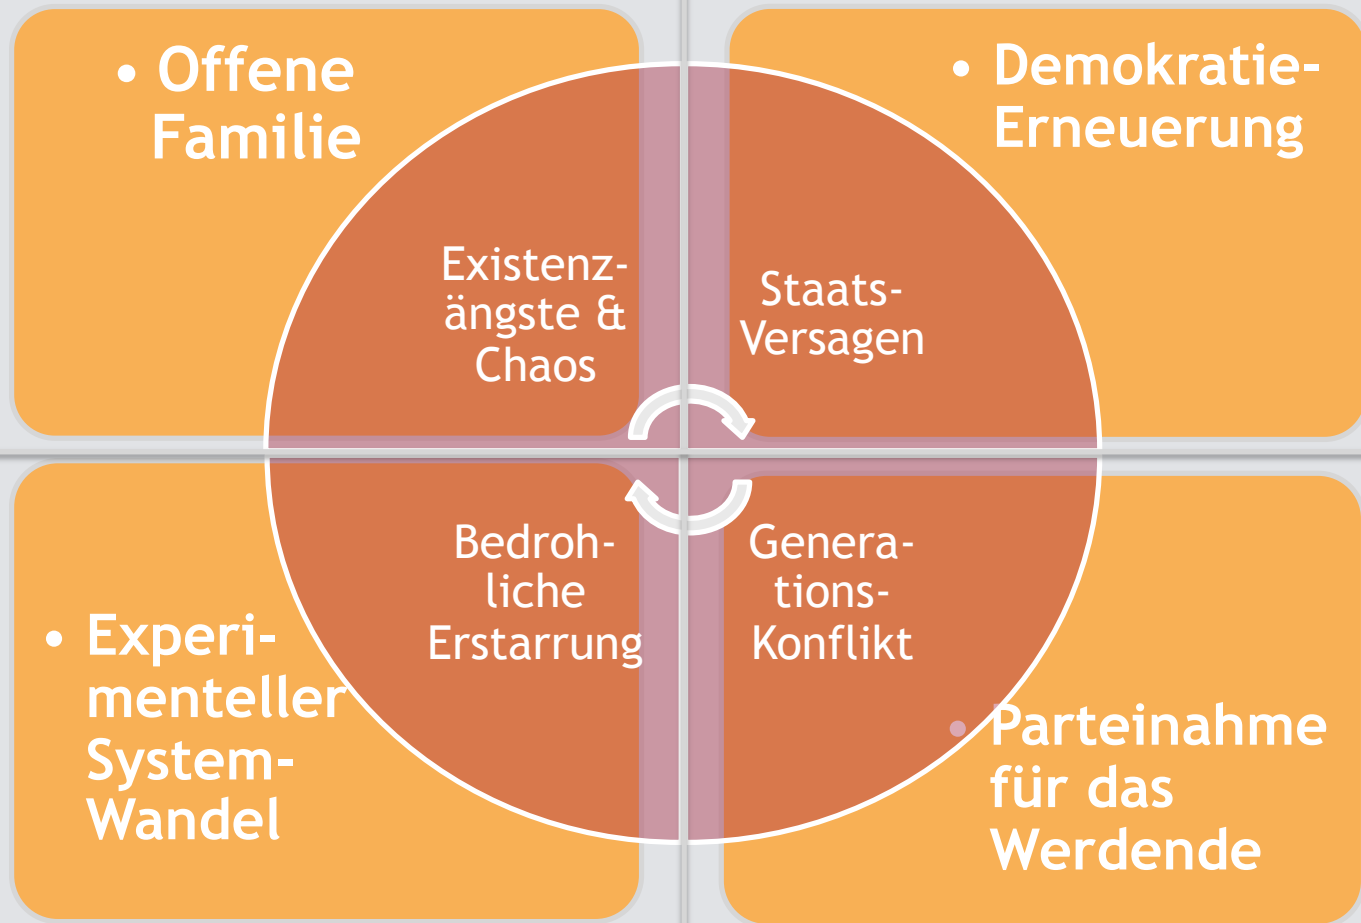 • Offene
Familie
• Demokratie-
Erneuerung
Existenz-
ängste &
Chaos
Staats-
Versagen
Bedroh-
liche
Erstarrung
Genera-
tions-
Konflikt
• Experi-
menteller
System-
Wandel
• Parteinahme
für das
Werdende